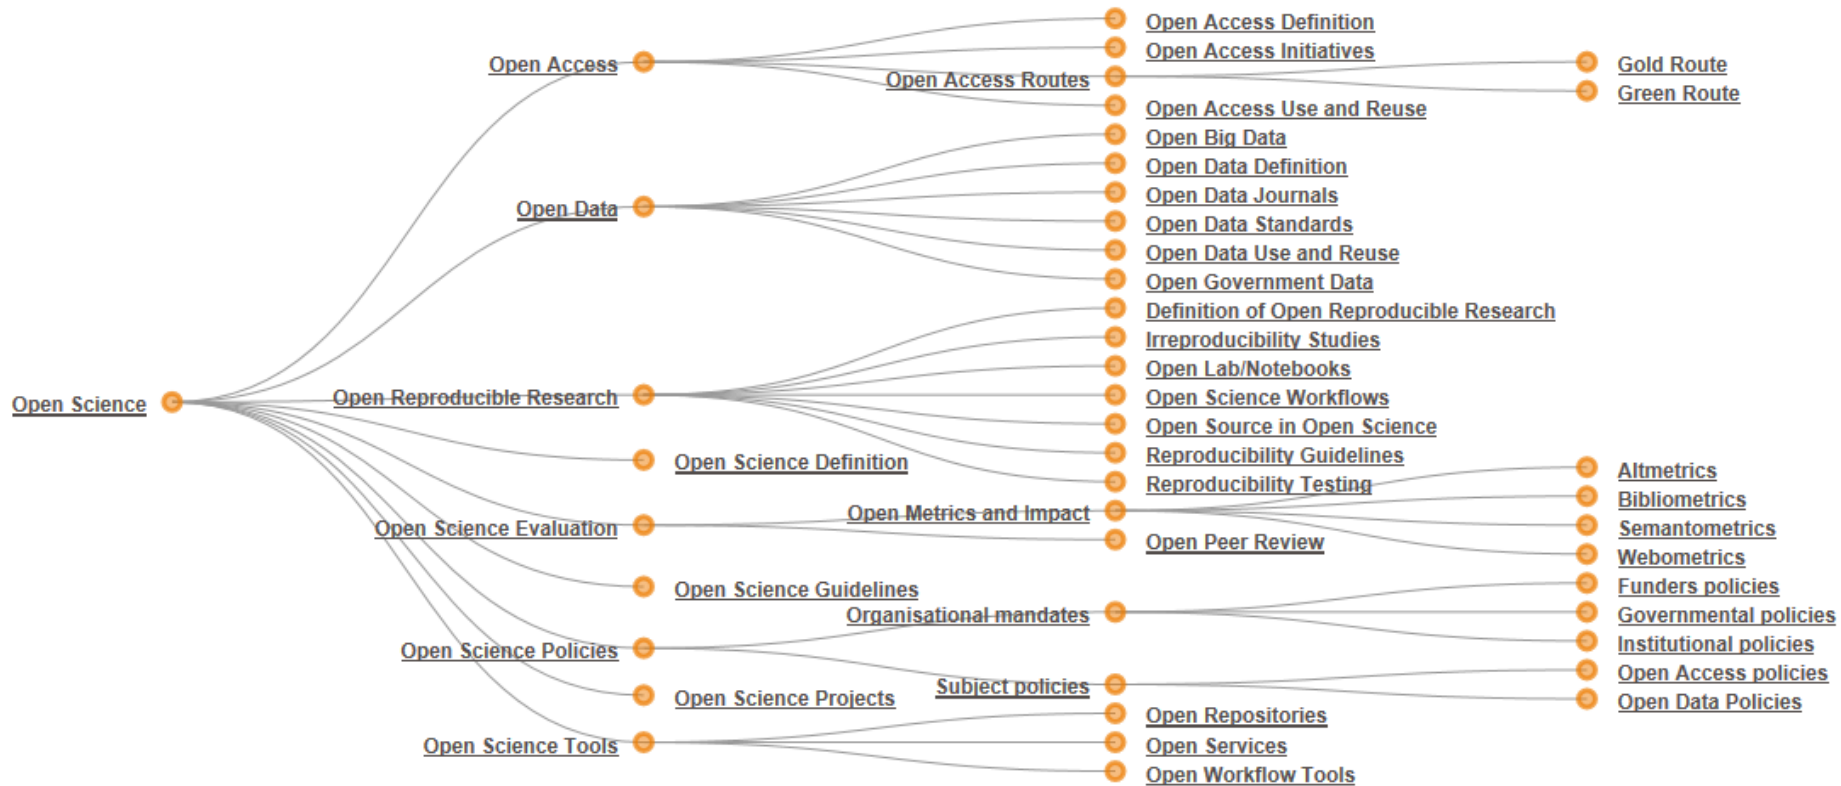 Open Science
Open Access
Open Access Definition
Open Access Initiatives
Open Access Routes
Gold Route
Green Route
Open Access Use and Reuse
Open Data
Open Big Data
Open Data Definition
Open Data Journals
Open Data Standards
Open Data Use and Reuse
Open Government Data
Open Reproducible Research
Definition of Open Reproducible Research
Irreproducibility Studies
Open Lab/Notebooks
Open Science Workflows
Open Source in Open Science
Reproducibility Guidelines
Reproducibility Testing
Open Science Definition
Open Science Evaluation
Open Metrics and Impact
Altmetrics
Bibliometrics
Semantometrics
Webometrics
Open Peer Review
Open Science Guidelines
Open Science Policies
Organisational mandates
Funders policies
Governmental policies
Institutional policies
Subject policies
Open Access policies
Open Data Policies
Open Science Projects
Open Science Tools
Open Repositories
Open Services
Open Workflow Tools